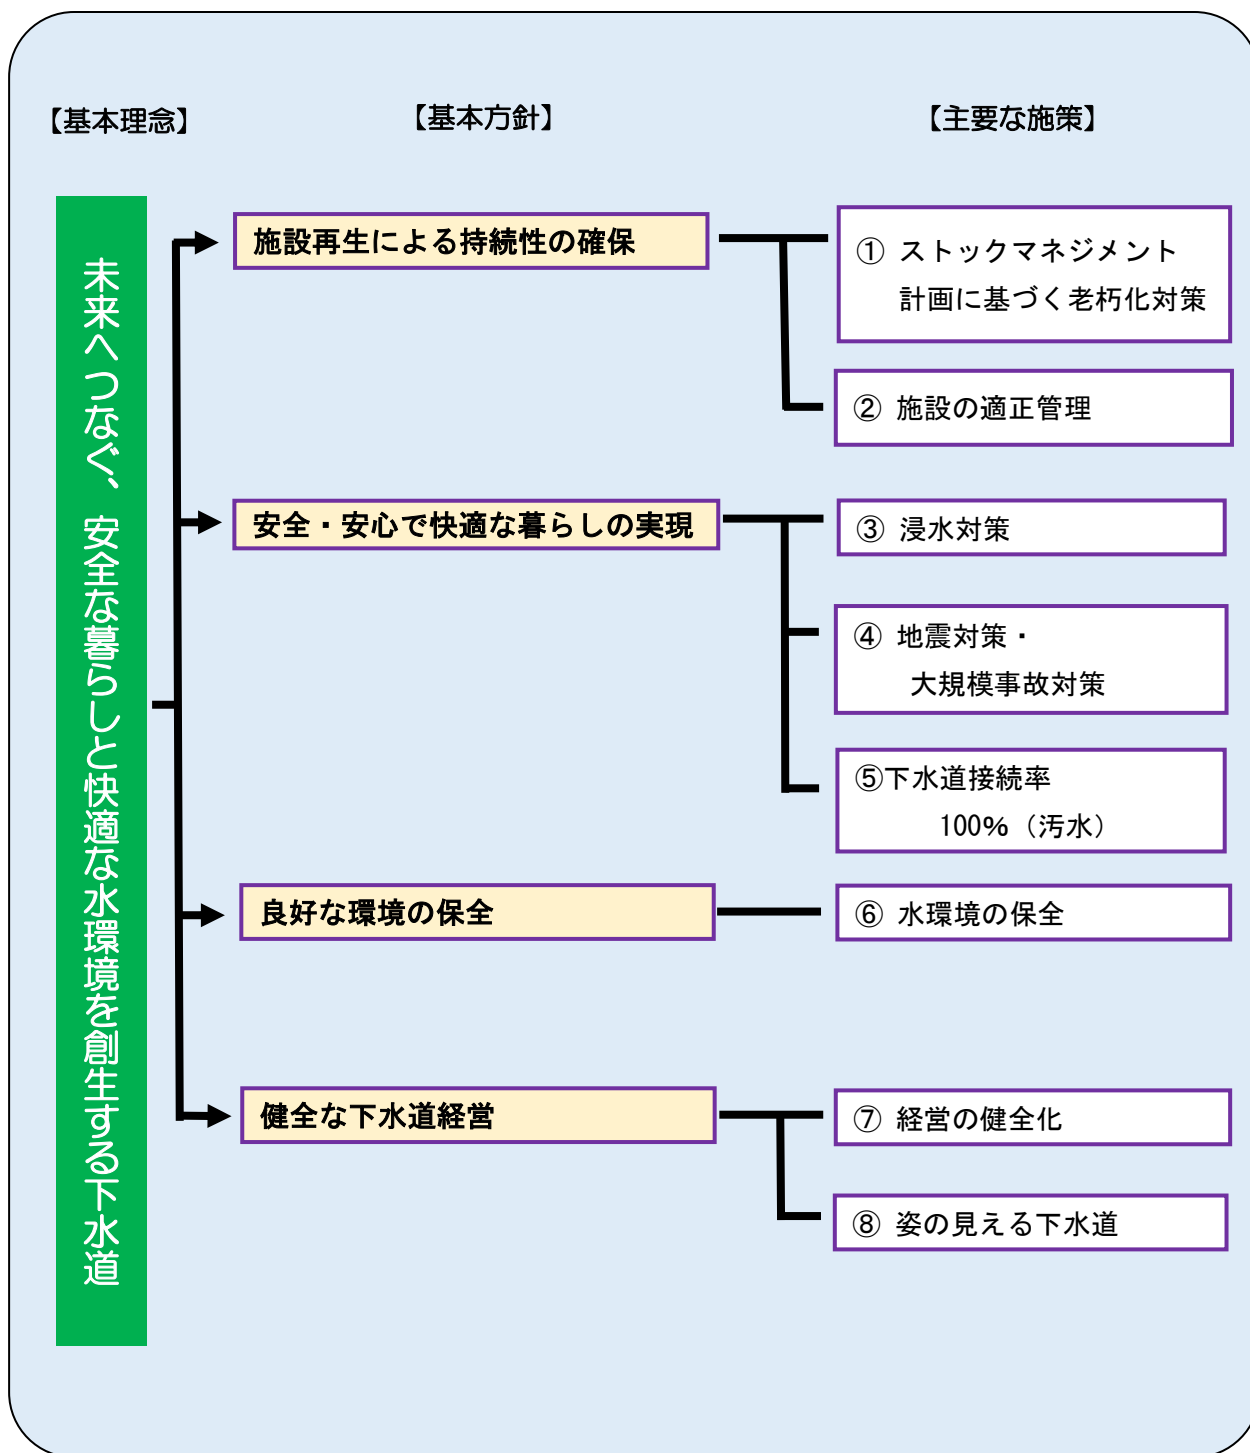 【基本理念】
【基本方針】
【主要な施策】
未来へつなぐ、安全な暮らしと快適な水環境を創生する下水道
施設再生による持続性の確保
① ストックマネジメント
計画に基づく老朽化対策
② 施設の適正管理
安全・安心で快適な暮らしの実現
③ 浸水対策
④ 地震対策・
大規模事故対策
⑤下水道接続率
100%（汚水）
良好な環境の保全
⑥ 水環境の保全
健全な下水道経営
⑦ 経営の健全化
⑧ 姿の見える下水道